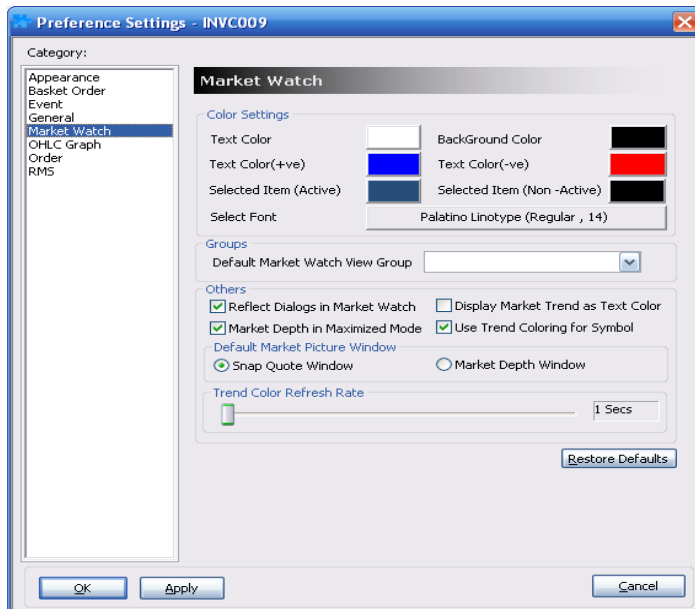 Preference Settings - INVC009
Category:
Appearance
Basket Order
Event
General
Market Watch
OHLC Graph
Order
RMS
Market Watch
Color Settings
Text Color
BackGround Color
Text Color(+ve)
Text Color(-ve)
Selected Item (Active)
Selected Item (Non -Active)
Select Font
Palatino Linotype (Regular , 14)
Groups
Default Market Watch View Group
Others
Reflect Dialogs in Market Watch
Display Market Trend as Text Color
Market Depth in Maximized Mode
Use Trend Coloring for Symbol
Default Market Picture Window
Snap Quote Window
Market Depth Window
Trend Color Refresh Rate
1 Secs
Restore Defaults
OK
Apply
Cancel